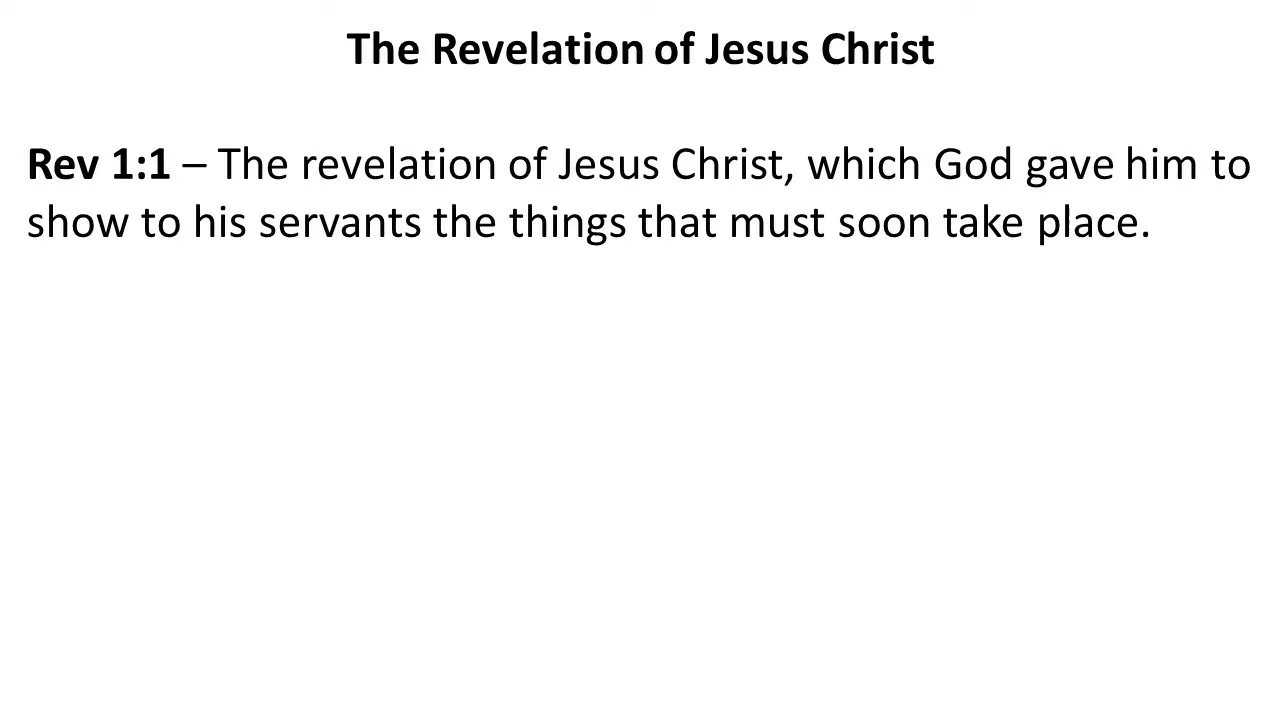 The Revelation of Jesus Christ
Rev 1:1 – The revelation of Jesus Christ, which God gave him to
show to his servants the things that must soon take place.